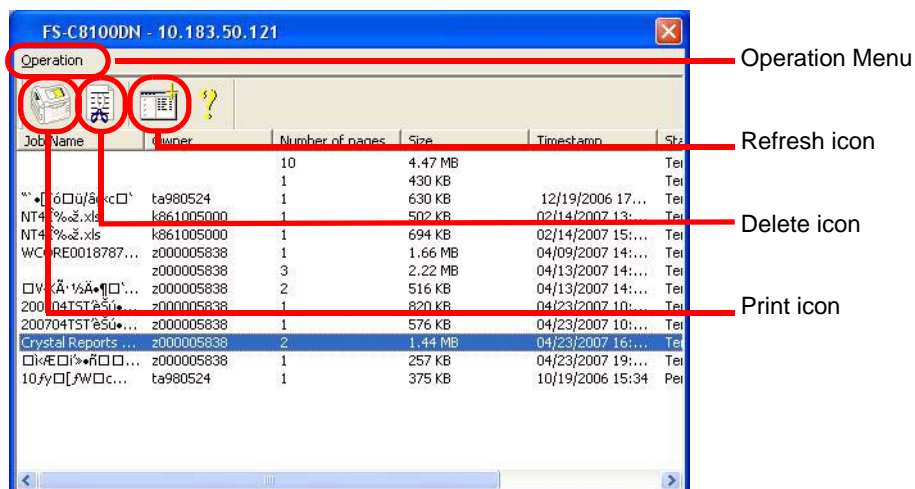 FS-C8100DN - 10.183.50.121
Operation
Operation Menu
Refresh icon
Delete icon
Print icon
Job Name Owner Number of pages Size Timestamp
10 4.47 MB
1 430 KB
ta980524 1 630 KB 12/19/2006 17...
k861005000 1 502 KB 02/14/2007 13:...
k861005000 1 694 KB 02/14/2007 15:...
WCORE0018787... z000005838 1 1.66 MB 04/09/2007 14:...
z000005838 3 2.22 MB 04/13/2007 14:...
z000005838 2 516 KB 04/13/2007 14:...
z000005838 1 820 KB 04/23/2007 10:...
z000005838 1 576 KB 04/23/2007 10:...
Crystal Reports ... z000005838 2 1.44 MB 04/23/2007 16:...
z000005838 1 257 KB 04/23/2007 19:...
ta980524 1 375 KB 10/19/2006 15:34